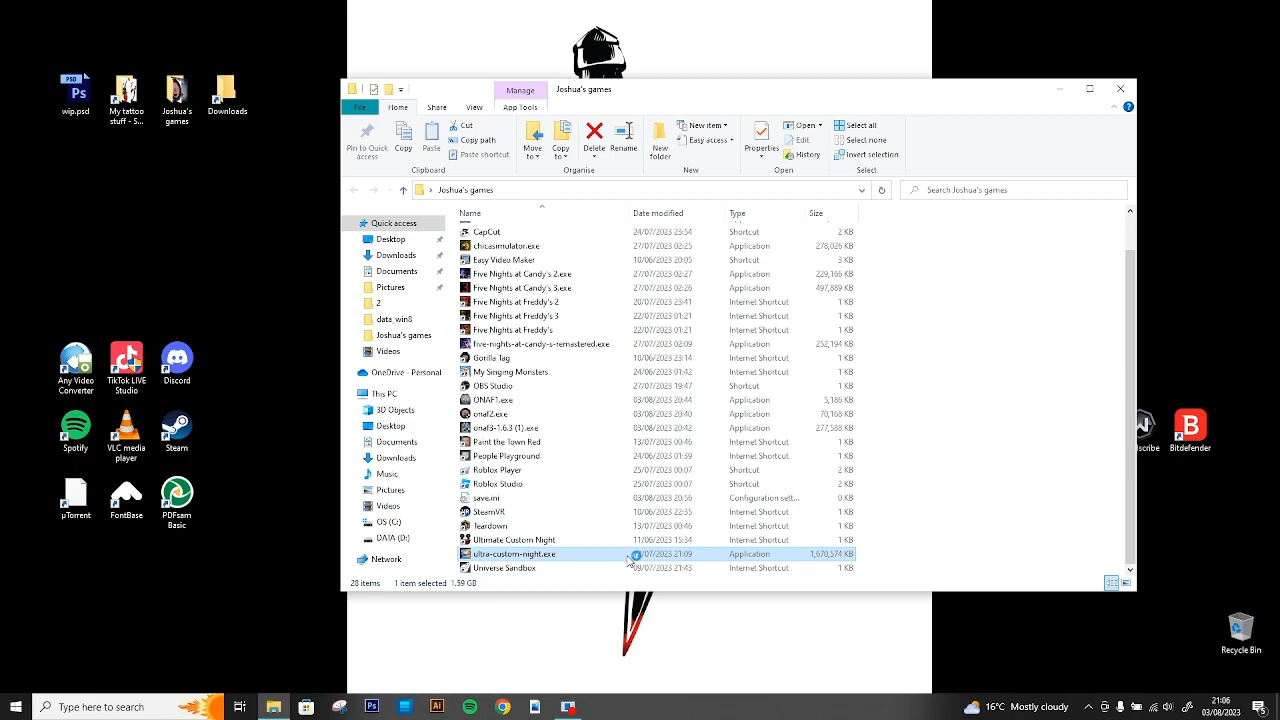 PSD
Ps
wip.psd
My tattoo
stuff - S...
Joshua's
games
Downloads
Any Video
Converter
TikTok LIVE
Studio
Discord
Spotify
VLC media
player
Steam
µTorrent
FontBase
PDFsam
Basic
Manage
Joshua's games
File
Home
Share
View
App Tools
Pin to Quick
access
Copy
Paste
Cut
Copy path
Paste shortcut
Clipboard
Move
to
Copy
to
Delete
Rename
Organise
New
folder
New item
Easy access
New
Properties
Open
Edit
History
Open
Select all
Select none
Invert selection
Select
Joshua's games
Search Joshua's games
Quick access
Desktop
Downloads
Documents
Pictures
2
data_win8
Joshua's games
Videos
OneDrive - Personal
This PC
3D Objects
Desktop
Documents
Downloads
Music
Pictures
Videos
OS (C:)
DATA (D:)
Network
Name Date modified Type Size
CapCut 24/07/2023 23:54 Shortcut 2 KB
chicasimulator.exe 27/07/2023 02:25 Application 278,026 KB
Easy Video Maker 10/06/2023 20:05 Shortcut 3 KB
Five Nights at Candy's 2.exe 27/07/2023 02:27 Application 229,166 KB
Five Nights at Candy's 3.exe 27/07/2023 02:26 Application 497,889 KB
Five Nights at Freddy's 2 20/07/2023 23:41 Internet Shortcut 1 KB
Five Nights at Freddy's 3 22/07/2023 01:21 Internet Shortcut 1 KB
Five Nights at Freddy's 22/07/2023 01:21 Internet Shortcut 1 KB
five-nights-at-candy-s-remastered.exe 27/07/2023 02:09 Application 252,194 KB
Gorilla Tag 10/06/2023 23:14 Internet Shortcut 1 KB
My Singing Monsters 24/06/2023 01:42 Internet Shortcut 1 KB
OBS Studio 27/07/2023 19:47 Shortcut 2 KB
ONAF1.exe 03/08/2023 20:44 Application 5,186 KB
onaf2.exe 03/08/2023 20:40 Application 70,168 KB
onaf3-1.6.3 (1).exe 03/08/2023 20:42 Application 277,588 KB
Paint the Town Red 13/07/2023 00:46 Internet Shortcut 1 KB
People Playground 24/06/2023 01:39 Internet Shortcut 1 KB
Roblox Player 25/07/2023 00:07 Shortcut 2 KB
Roblox Studio 25/07/2023 00:07 Shortcut 2 KB
save.ini 03/08/2023 20:56 Configuration sett... 0 KB
SteamVR 10/06/2023 22:35 Internet Shortcut 1 KB
Teardown 13/07/2023 00:46 Internet Shortcut 1 KB
Ultimate Custom Night 11/06/2023 15:34 Internet Shortcut 1 KB
ultra-custom-night.exe /07/2023 21:09 Application 1,670,574 KB
Universe Sandbox 09/07/2023 21:43 Internet Shortcut 1 KB
28 items 1 item selected 1.59 GB
B
Bitdefender
Recycle Bin
Type here to search
Ps
Ai
16°C Mostly cloudy
21:06
03/08/2023